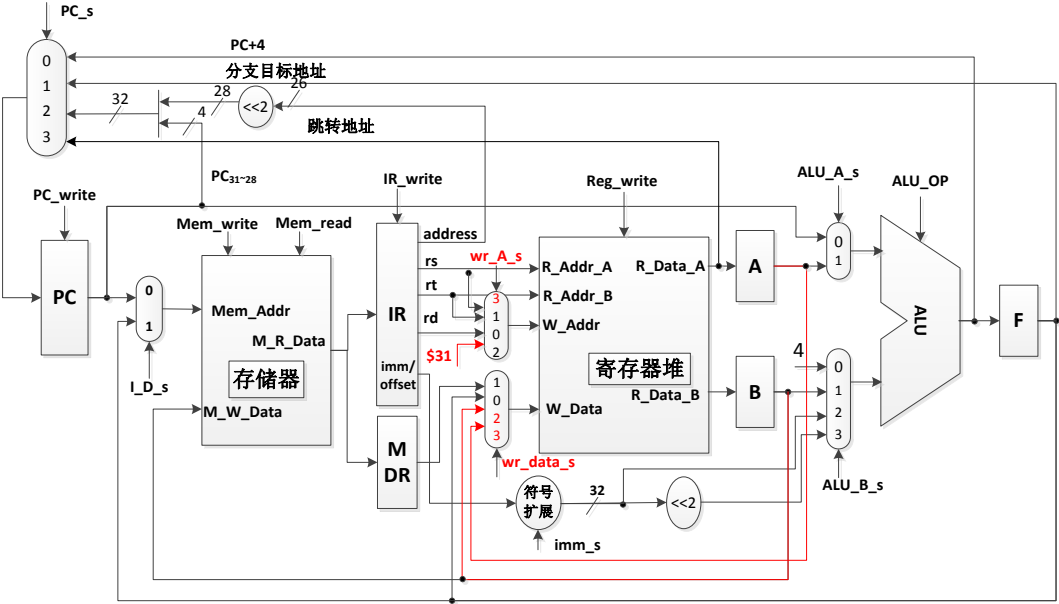 PC_s
PC+4
0
1
2
3
分支目标地址
28
26
32
<<2
4
跳转地址
PC31~28
PC_write
Mem_write
Mem_read
IR_write
Reg_write
ALU_A_s
ALU_OP
address
rs
rt
rd
imm/
offset
IR
wr_A_s
3
1
0
2
$31
R_Addr_A
R_Addr_B
W_Addr
W_Data
R_Data_A
R_Data_B
寄存器堆
A
B
0
1
ALU
F
PC
0
1
I_D_s
Mem_Addr
M_R_Data
存储器
M_W_Data
M
DR
1
0
2
3
wr_data_s
符号
扩展
imm_s
32
<<2
4
0
1
2
3
ALU_B_s